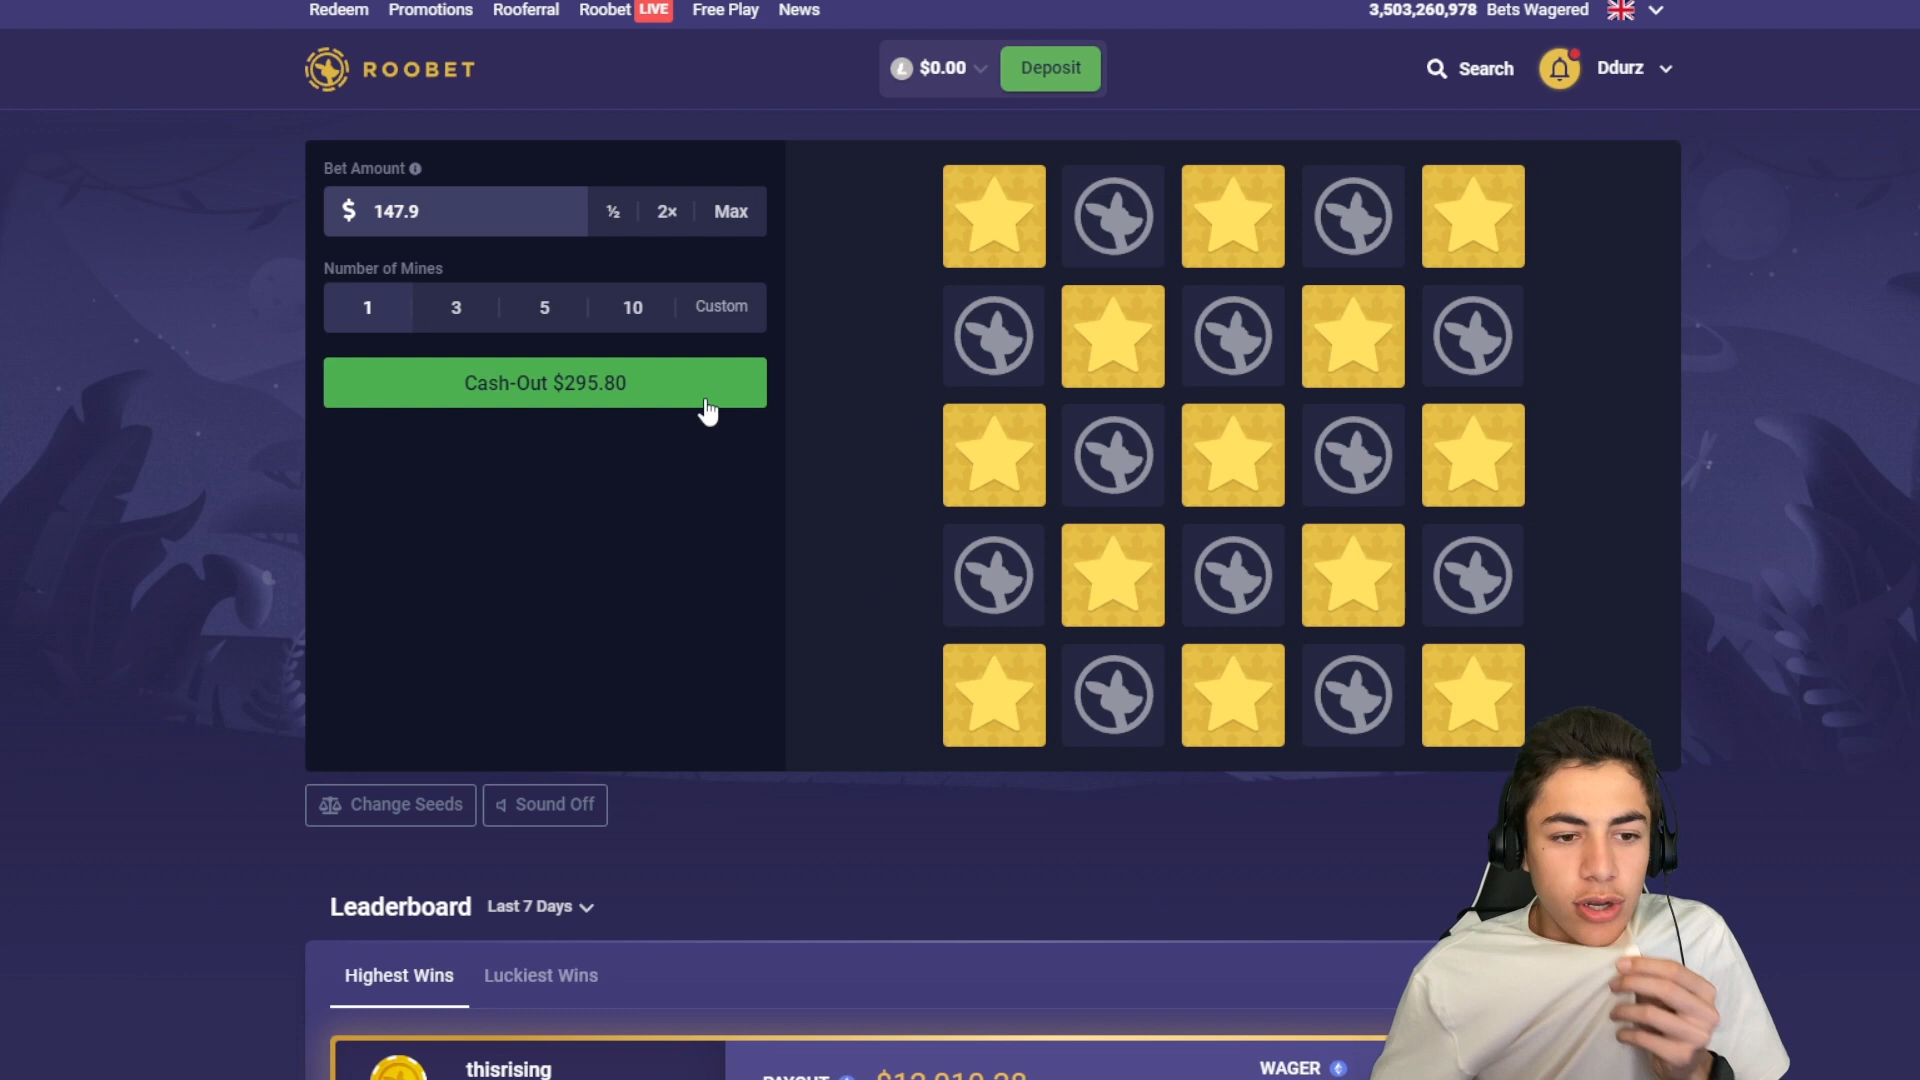 Redeem Promotions Rooferral Roobet LIVE Free Play News 3,503,260,978 Bets Wagered
ROOBET $0.00 Deposit Search Ddurz
Bet Amount
$ 147.9 ½ 2× Max
Number of Mines
1 3 5 10 Custom
Cash-Out $295.80
Change Seeds Sound Off
Leaderboard Last 7 Days
Highest Wins Luckiest Wins
thisrising
WAGER
PAYOUT